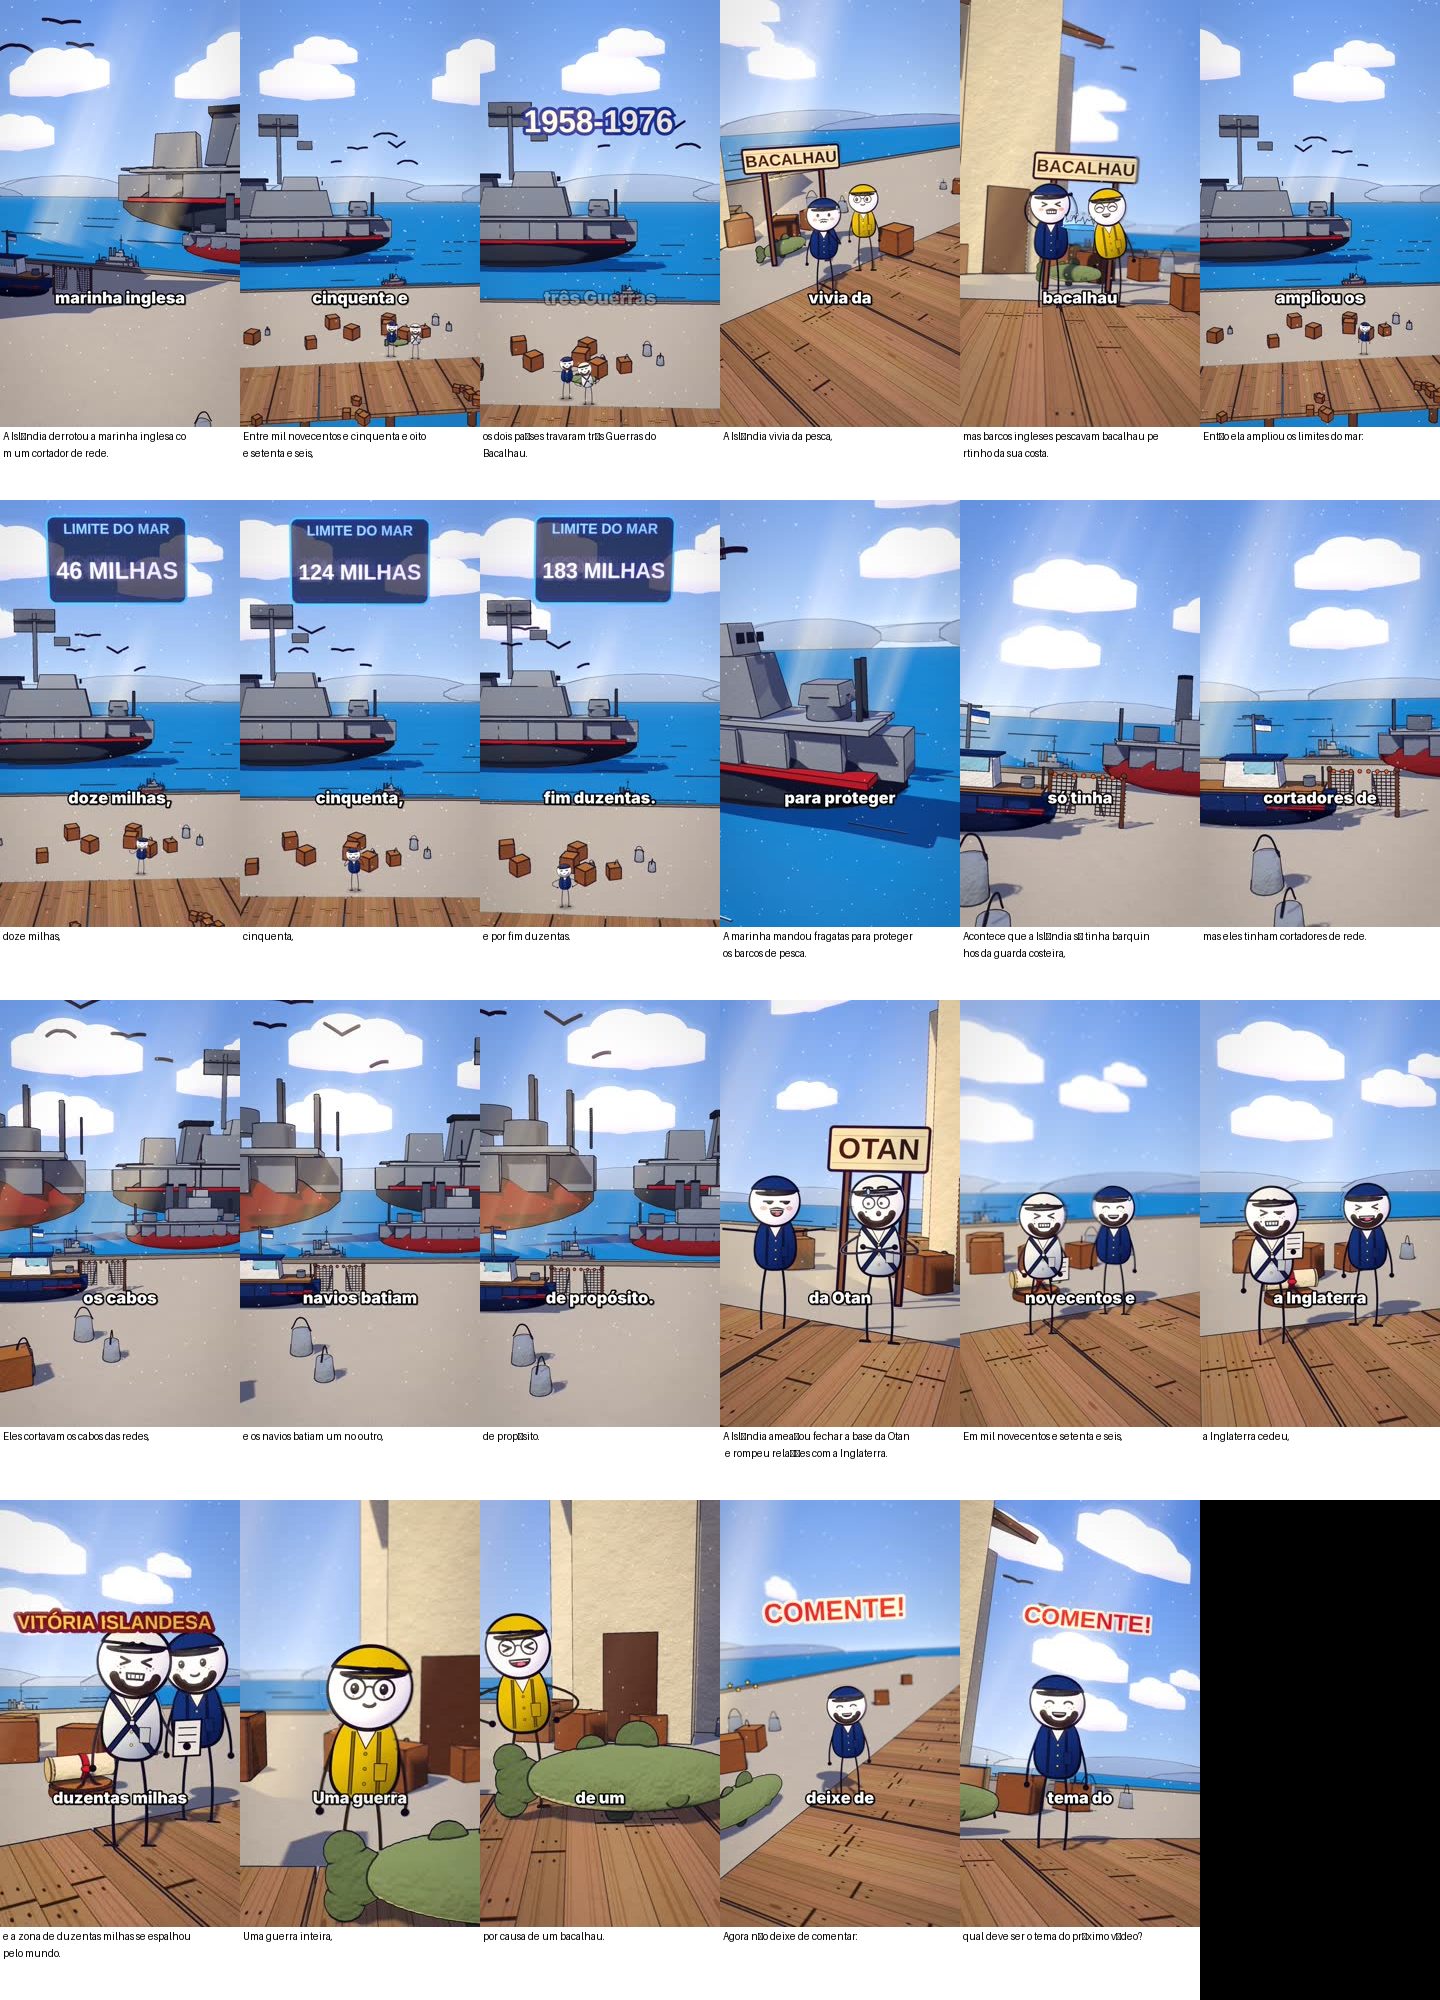 marinha inglesa
A Isl□ndia derrotou a marinha inglesa co
m um cortador de rede.
cinquenta e
Entre mil novecentos e cinquenta e oito
e setenta e seis,
1958-1976
três Guerras
os dois pa□ses travaram tr□s Guerras do
Bacalhau.
BACALHAU
vivia da
A Isl□ndia vivia da pesca,
BACALHAU
bacalhau
mas barcos ingleses pescavam bacalhau pe
rtinho da sua costa.
ampliou os
Ent□o ela ampliou os limites do mar:
LIMITE DO MAR
46 MILHAS
doze milhas,
doze milhas,
LIMITE DO MAR
124 MILHAS
cinquenta,
cinquenta,
LIMITE DO MAR
183 MILHAS
fim duzentas.
e por fim duzentas.
para proteger
A marinha mandou fragatas para proteger
os barcos de pesca.
só tinha
Acontece que a Isl□ndia s□ tinha barquin
hos da guarda costeira,
cortadores de
mas eles tinham cortadores de rede.
os cabos
Eles cortavam os cabos das redes,
navios batiam
e os navios batiam um no outro,
de propósito.
de prop□sito.
OTAN
da Otan
A Isl□ndia amea□ou fechar a base da Otan
e rompeu rela□□es com a Inglaterra.
novecentos e
Em mil novecentos e setenta e seis,
a Inglaterra
a Inglaterra cedeu,
VITÓRIA ISLANDESA
duzentas milhas
e a zona de duzentas milhas se espalhou
pelo mundo.
Uma guerra
Uma guerra inteira,
de um
por causa de um bacalhau.
COMENTE!
deixe de
Agora n□o deixe de comentar:
COMENTE!
tema do
qual deve ser o tema do pr□ximo v□deo?